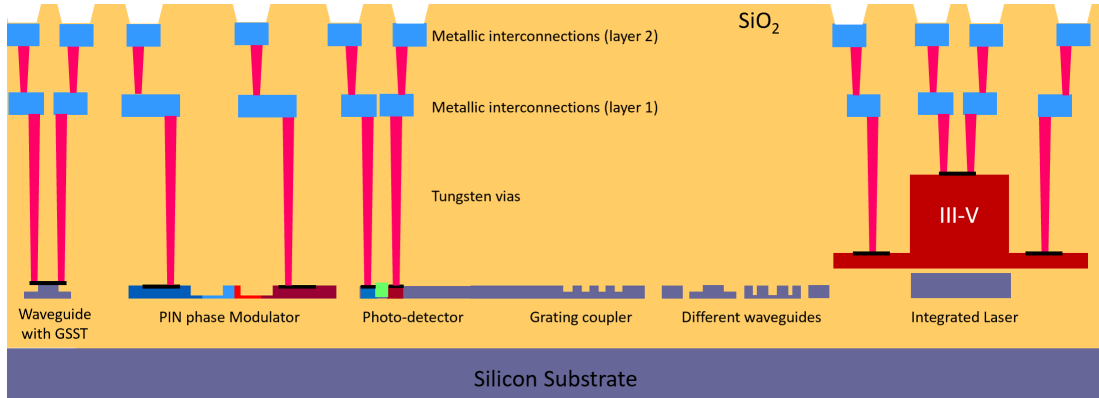 SiO₂
Metallic interconnections (layer 2)
Metallic interconnections (layer 1)
Tungsten vias
III-V
Waveguide
with GSST
PIN phase Modulator
Photo-detector
Grating coupler
Different waveguides
Integrated Laser
Silicon Substrate